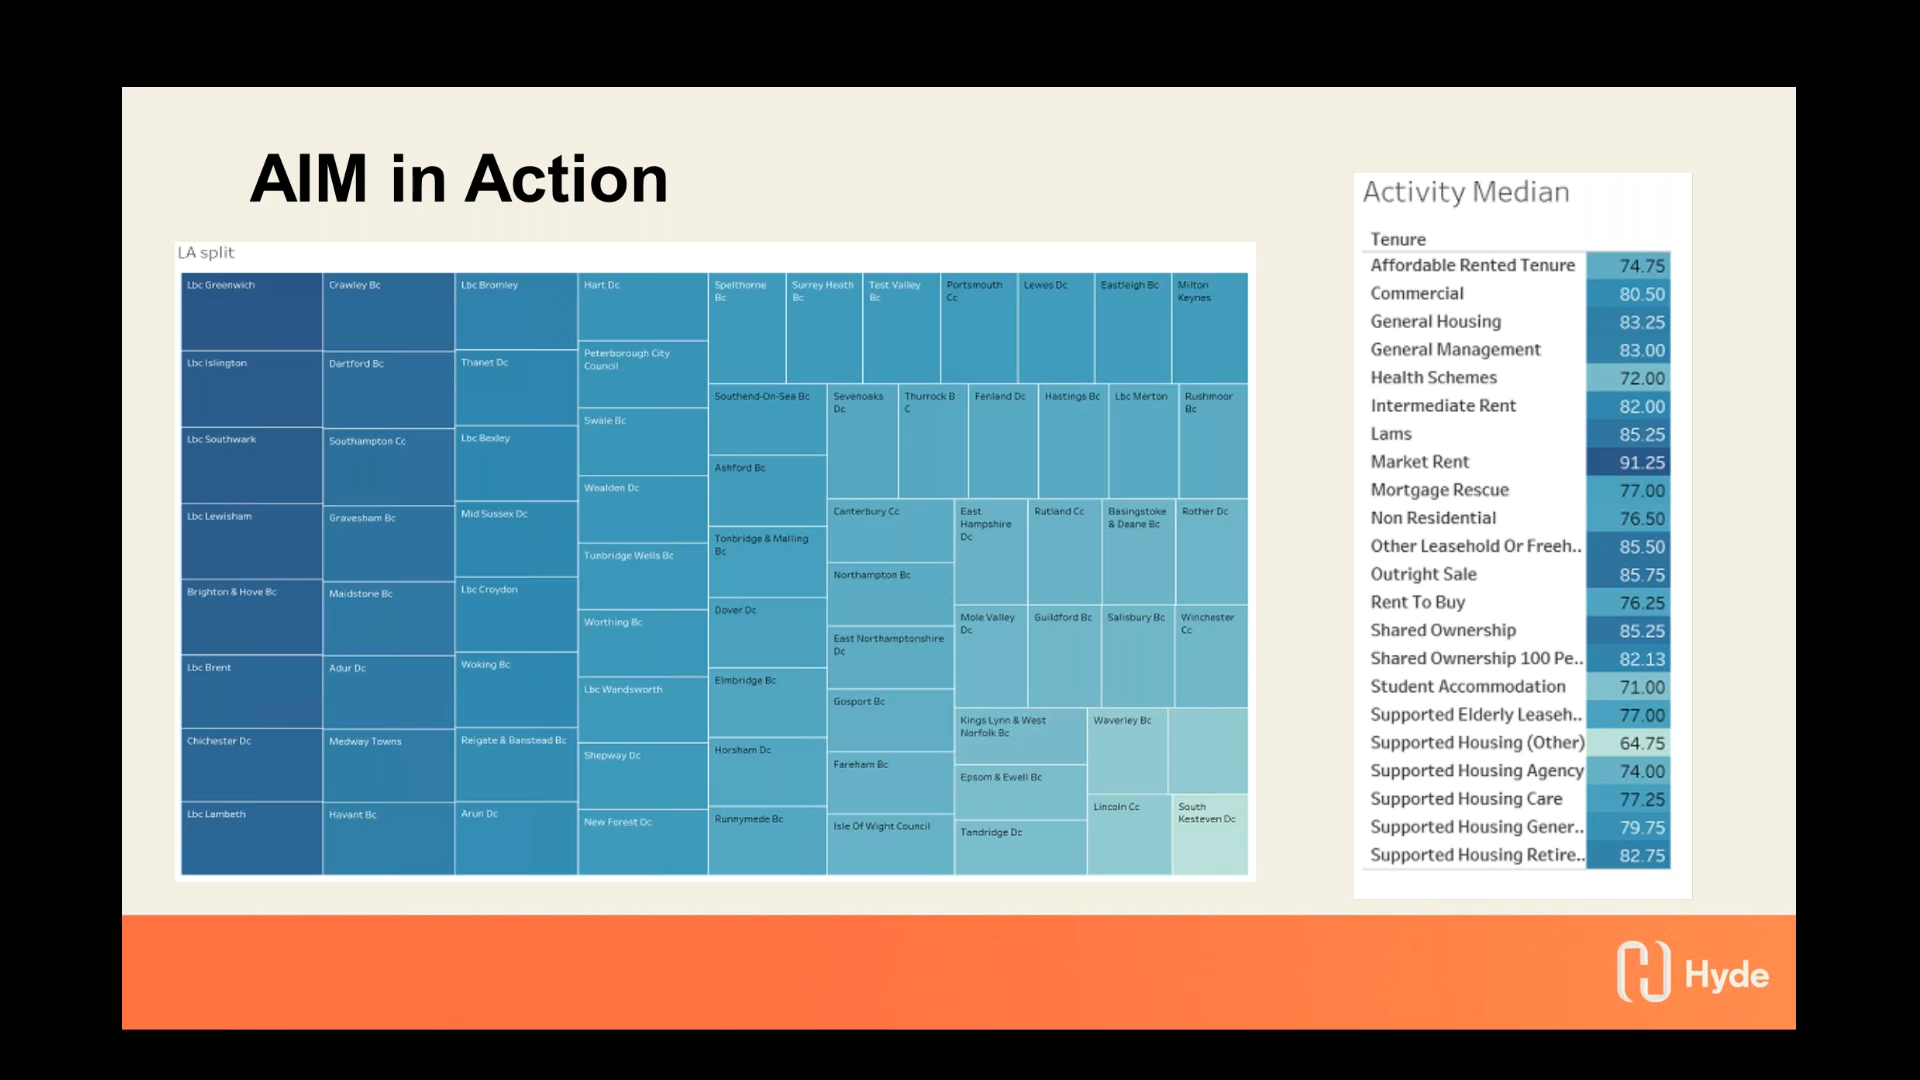 AIM in Action
LA split
Lbc Greenwich
Lbc Islington
Lbc Southwark
Lbc Lewisham
Brighton & Hove Bc
Lbc Brent
Chichester Dc
Lbc Lambeth
Crawley Bc
Dartford Bc
Southampton Cc
Gravesham Bc
Maidstone Bc
Adur Dc
Medway Towns
Havant Bc
Lbc Bromley
Thanet Dc
Lbc Bexley
Mid Sussex Dc
Lbc Croydon
Woking Bc
Reigate & Banstead Bc
Arun Dc
Hart Dc
Peterborough City
Council
Swale Bc
Wealden Dc
Tunbridge Wells Bc
Worthing Bc
Lbc Wandsworth
Shepway Dc
New Forest Dc
Spelthorne
Bc
Surrey Heath
Bc
Test Valley
Bc
Portsmouth
Cc
Lewes Dc
Eastleigh Bc
Milton
Keynes
Southend-On-Sea Bc
Ashford Bc
Tonbridge & Malling
Bc
Dover Dc
Elmbridge Bc
Horsham Dc
Runnymede Bc
Sevenoaks
Dc
Thurrock B
C
Fenland Dc
Hastings Bc
Lbc Merton
Rushmoor
Bc
Canterbury Cc
Northampton Bc
East Northamptonshire
Dc
Gosport Bc
Fareham Bc
Isle Of Wight Council
East
Hampshire
Dc
Rutland Cc
Basingstoke
& Deane Bc
Rother Dc
Mole Valley
Dc
Guildford Bc
Salisbury Bc
Winchester
Cc
Kings Lynn & West
Norfolk Bc
Epsom & Ewell Bc
Tandridge Dc
Waverley Bc
Lincoln Cc
South
Kesteven Dc
Activity Median
Tenure
Affordable Rented Tenure 74.75
Commercial 80.50
General Housing 83.25
General Management 83.00
Health Schemes 72.00
Intermediate Rent 82.00
Lams 85.25
Market Rent 91.25
Mortgage Rescue 77.00
Non Residential 76.50
Other Leasehold Or Freeh.. 85.50
Outright Sale 85.75
Rent To Buy 76.25
Shared Ownership 85.25
Shared Ownership 100 Pe.. 82.13
Student Accommodation 71.00
Supported Elderly Leaseh.. 77.00
Supported Housing (Other) 64.75
Supported Housing Agency 74.00
Supported Housing Care 77.25
Supported Housing Gener.. 79.75
Supported Housing Retire.. 82.75
Hyde